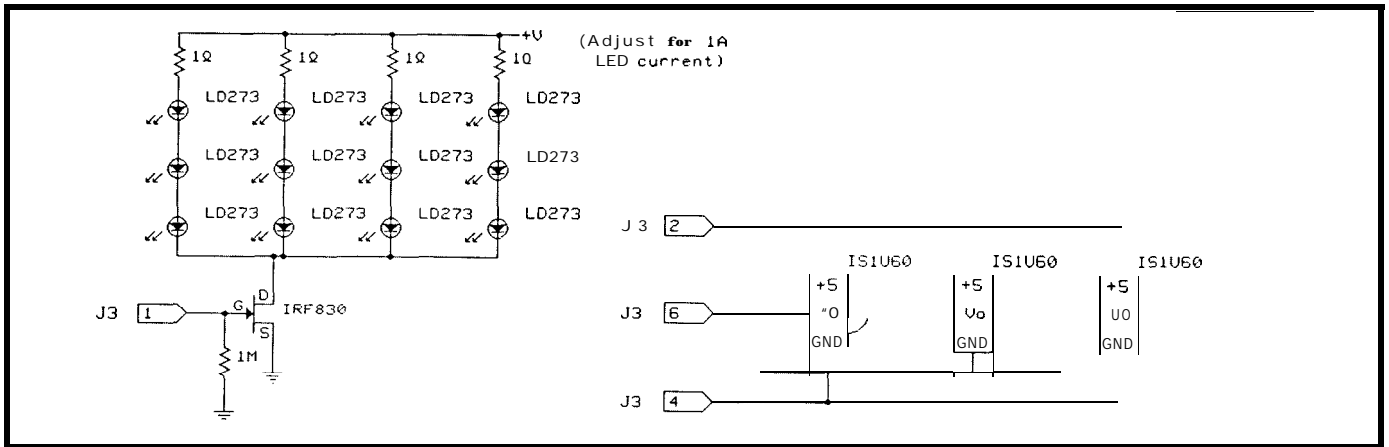 +V
(Adjust for 1A
LED current)
1Ω 1Ω 1Ω 1Ω
LD273 LD273 LD273 LD273
LD273 LD273 LD273 LD273
LD273 LD273 LD273 LD273
J3 1
G
D
S
IRF830
1M
J3 2
IS1U60 IS1U60 IS1U60
+5 +5 +5
J3 6
"O Vo UO
GND GND GND
J3 4